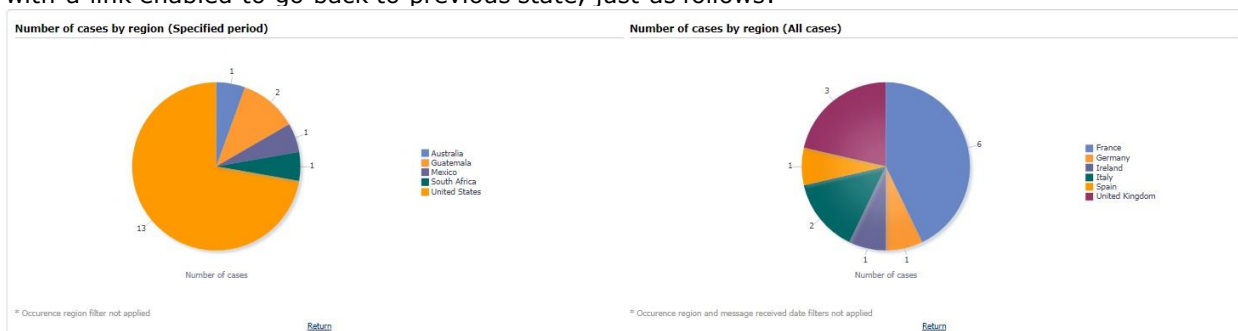 with a link enabled to go back to previous state, just as follows:
Number of cases by region (Specified period)
1
2
1
1
13
Australia
Guatemala
Mexico
South Africa
United States
Number of cases
* Occurence region filter not applied
Return
Number of cases by region (All cases)
3
6
1
2
1
1
France
Germany
Ireland
Italy
Spain
United Kingdom
Number of cases
* Occurence region and message received date filters not applied
Return